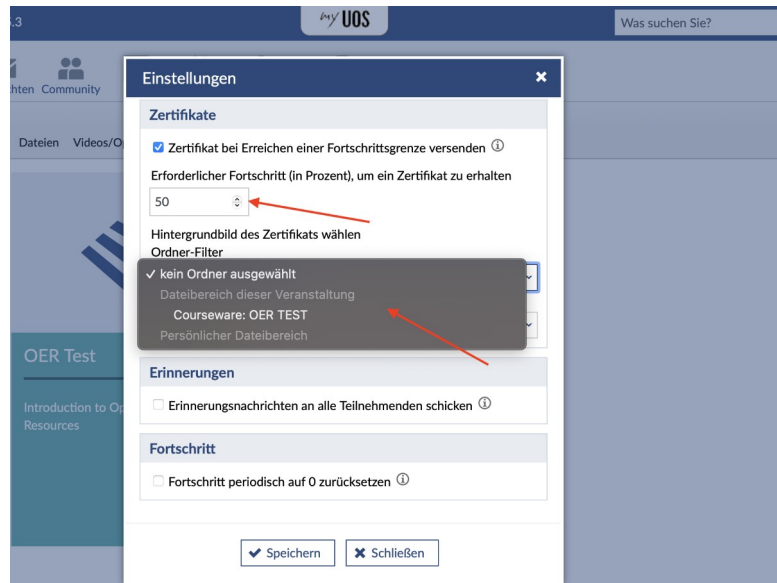 .3
my UOS
Was suchen Sie?
hten Community
Einstellungen
Zertifikate
Dateien Videos/O
Zertifikat bei Erreichen einer Fortschrittsgrenze versenden
Erforderlicher Fortschritt (in Prozent), um ein Zertifikat zu erhalten
50
Hintergrundbild des Zertifikats wählen
Ordner-Filter
✓ kein Ordner ausgewählt
Dateibereich dieser Veranstaltung
Courseware: OER TEST
Persönlicher Dateibereich
OER Test
Erinnerungen
Introduction to Op
Resources
Erinnerungsnachrichten an alle Teilnehmenden schicken
Fortschritt
Fortschritt periodisch auf 0 zurücksetzen
Speichern
Schließen